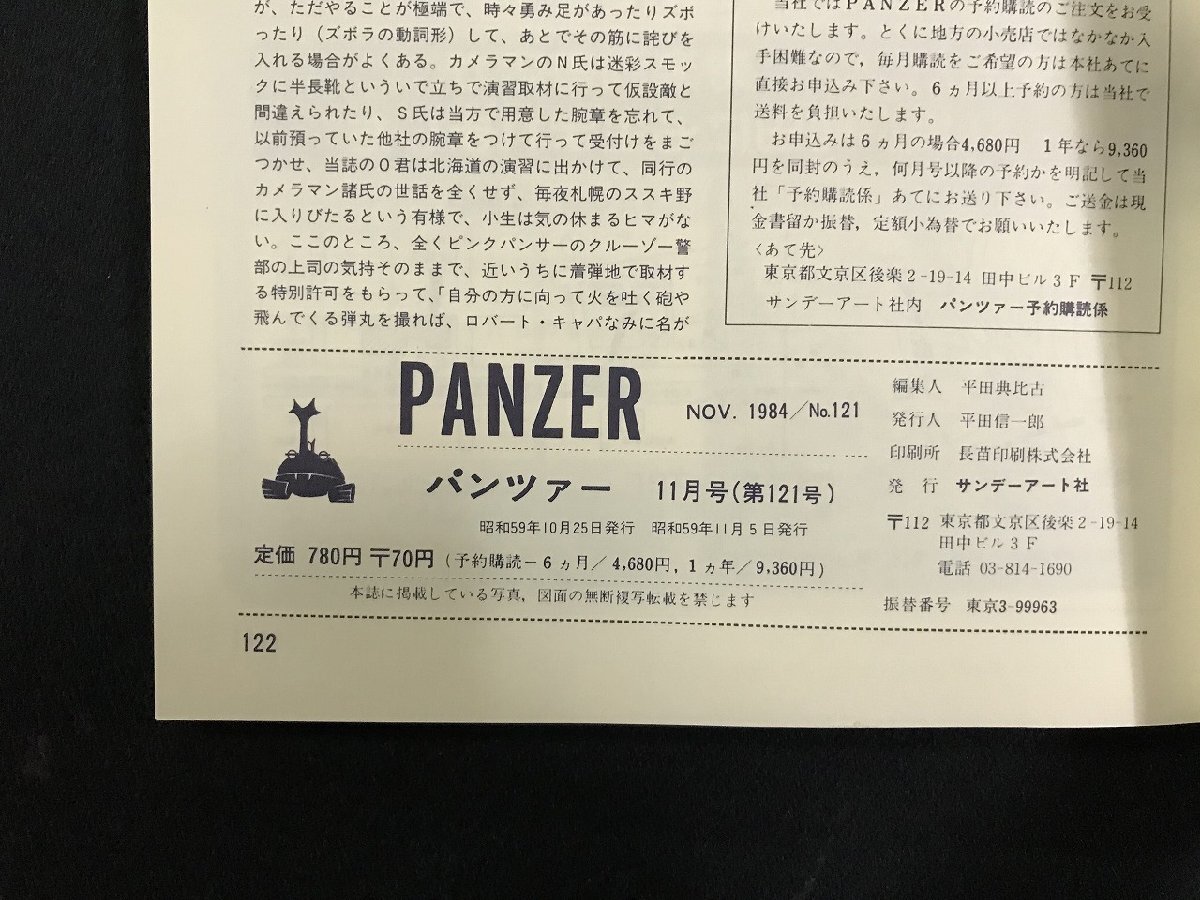 が、ただやることが極端で、時々勇み足があったりズボ
ったり（ズボラの動詞形）して、あとでその筋に詫びを
入れる場合がよくある。カメラマンのN氏は迷彩スモッ
クに半長靴といういで立ちで演習取材に行って仮設敵と
間違えられたり、S氏は当方で用意した腕章を忘れて、
以前預っていた他社の腕章をつけて行って受付けをまご
つかせ、当誌のO君は北海道の演習に出かけて、同行の
カメラマン諸氏の世話を全くせず、毎夜札幌のススキ野
に入りびたるという有様で、小生は気の休まるヒマがな
い。ここのところ、全くピンクパンサーのクルーゾー警
部の上司の気持そのままで、近いうちに着弾地で取材す
る特別許可をもらって、「自分の方に向って火を吐く砲や
飛んでくる弾丸を撮れば、ロバート・キャパなみに名が
当社ではPANZERの予約購読のご注文をお受
けいたします。とくに地方の小売店ではなかなか入
手困難なので，毎月購読をご希望の方は本社あてに
直接お申込み下さい。6ヵ月以上予約の方は当社で
送料を負担いたします。
お申込みは6ヵ月の場合4,680円　1年なら9,360
円を同封のうえ，何月号以降の予約かを明記して当
社「予約購読係」あてにお送り下さい。ご送金は現
金書留か振替，定額小為替でお願いいたします。
〈あて先〉
東京都文京区後楽2-19-14 田中ビル3F 〒112
サンデーアート社内　パンツァー予約購読係
PANZER NOV. 1984／No.121
パンツァー 11月号(第121号)
昭和59年10月25日発行　昭和59年11月5日発行
定価 780円 〒70円 (予約購読－6ヵ月／4,680円，1ヵ年／9,360円)
本誌に掲載している写真，図面の無断複写転載を禁じます
編集人　平田典比古
発行人　平田信一郎
印刷所　長苗印刷株式会社
発 行　サンデーアート社
〒112 東京都文京区後楽2-19-14
田中ビル3F
電話 03-814-1690
振替番号　東京3-99963
122